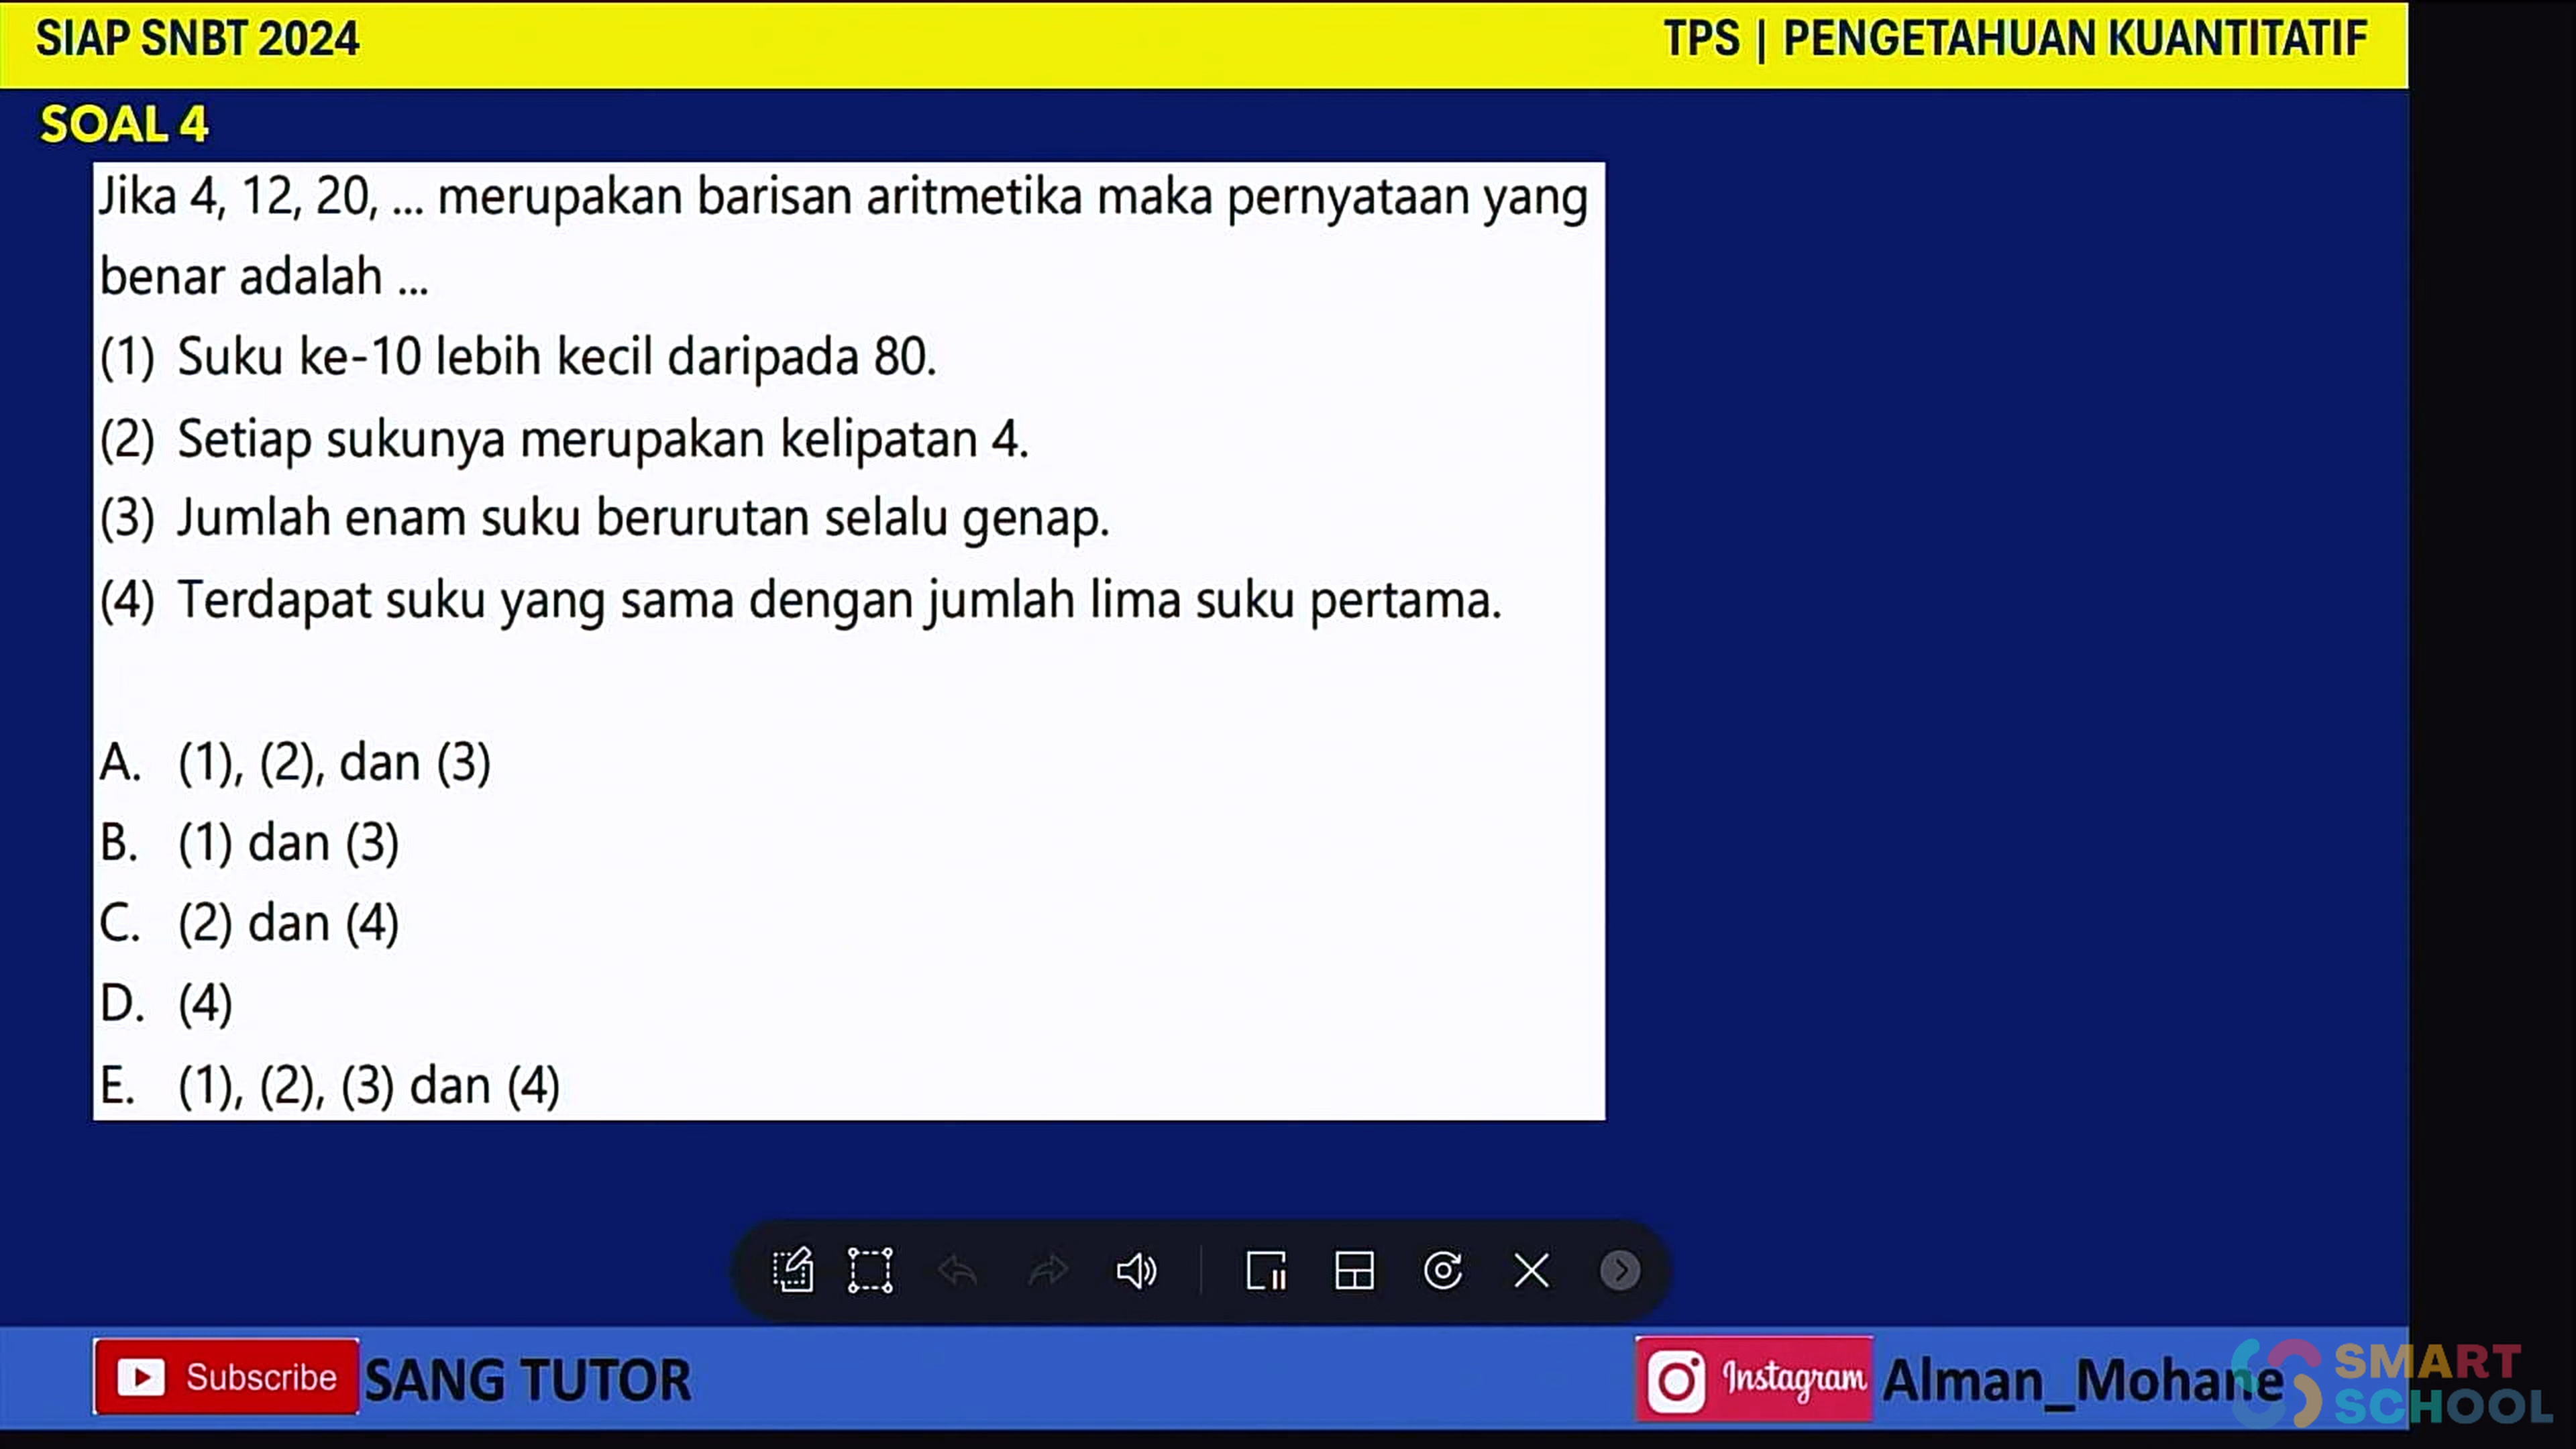 SIAP SNBT 2024
TPS | PENGETAHUAN KUANTITATIF
SOAL 4
Jika 4, 12, 20, ... merupakan barisan aritmetika maka pernyataan yang
benar adalah ...
(1) Suku ke-10 lebih kecil daripada 80.
(2) Setiap sukunya merupakan kelipatan 4.
(3) Jumlah enam suku berurutan selalu genap.
(4) Terdapat suku yang sama dengan jumlah lima suku pertama.
A. (1), (2), dan (3)
B. (1) dan (3)
C. (2) dan (4)
D. (4)
E. (1), (2), (3) dan (4)
Subscribe SANG TUTOR
Instagram Alman_Mohane
SMART
SCHOOL